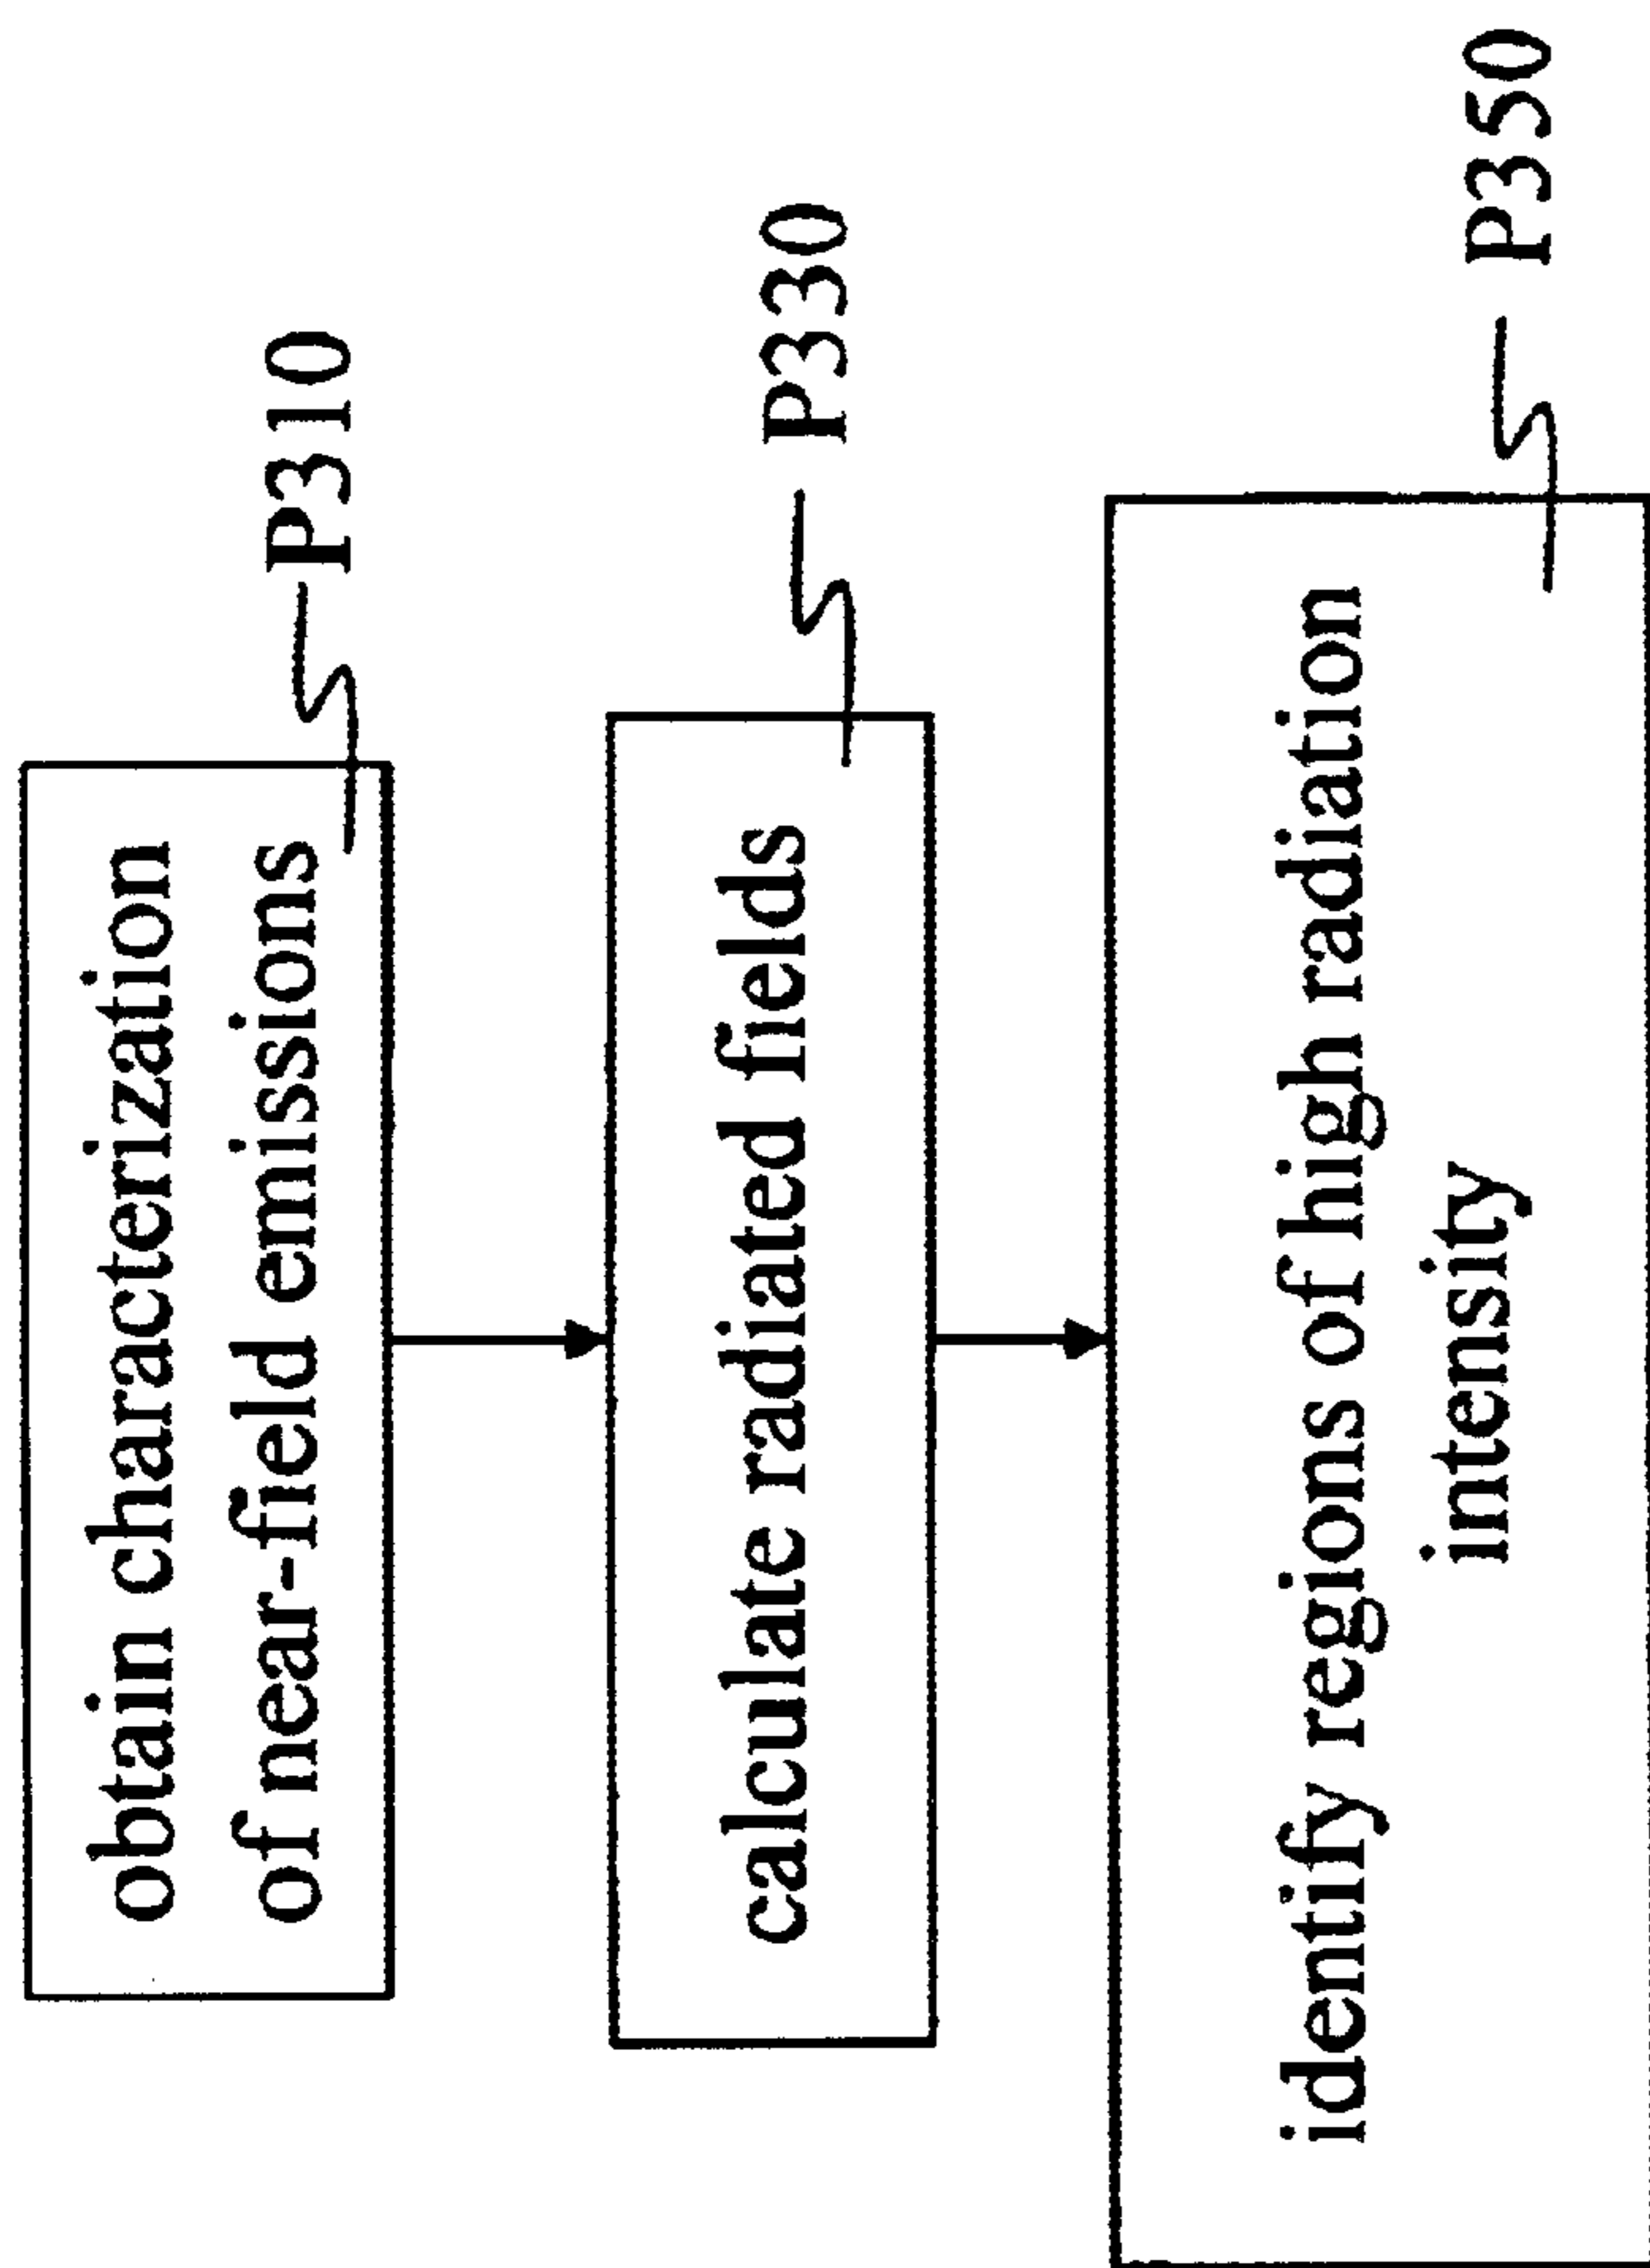 obtain characterization
of near-field emissions
P310
calculate radiated fields
P330
identify regions of high radiation
intensity
P350